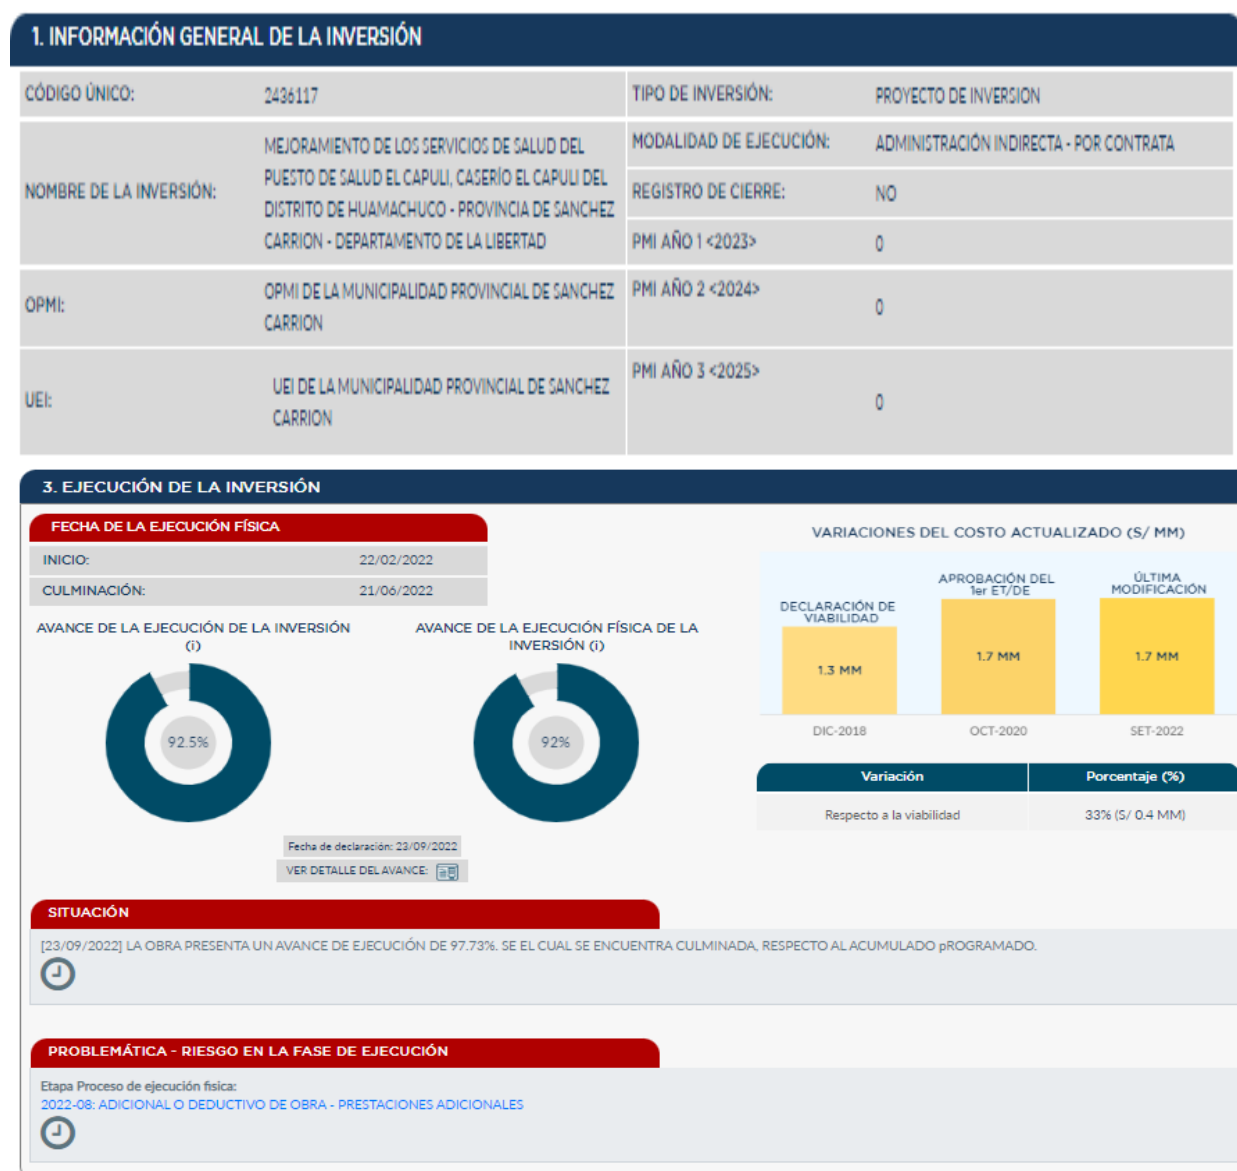 1. INFORMACIÓN GENERAL DE LA INVERSIÓN
CÓDIGO ÚNICO:
2436117
TIPO DE INVERSIÓN:
PROYECTO DE INVERSION
NOMBRE DE LA INVERSIÓN:
MEJORAMIENTO DE LOS SERVICIOS DE SALUD DEL
PUESTO DE SALUD EL CAPULI, CASERÍO EL CAPULI DEL
DISTRITO DE HUAMACHUCO - PROVINCIA DE SANCHEZ
CARRION - DEPARTAMENTO DE LA LIBERTAD
MODALIDAD DE EJECUCIÓN:
ADMINISTRACIÓN INDIRECTA - POR CONTRATA
REGISTRO DE CIERRE:
NO
PMI AÑO 1 <2023>
0
OPMI:
OPMI DE LA MUNICIPALIDAD PROVINCIAL DE SANCHEZ
CARRION
PMI AÑO 2 <2024>
0
UEI:
UEI DE LA MUNICIPALIDAD PROVINCIAL DE SANCHEZ
CARRION
PMI AÑO 3 <2025>
0
3. EJECUCIÓN DE LA INVERSIÓN
FECHA DE LA EJECUCIÓN FÍSICA
INICIO:
22/02/2022
CULMINACIÓN:
21/06/2022
AVANCE DE LA EJECUCIÓN DE LA INVERSIÓN
(i)
92.5%
AVANCE DE LA EJECUCIÓN FÍSICA DE LA
INVERSIÓN (i)
92%
Fecha de declaración: 23/09/2022
VER DETALLE DEL AVANCE:
VARIACIONES DEL COSTO ACTUALIZADO (S/ MM)
DECLARACIÓN DE
VIABILIDAD
1.3 MM
DIC-2018
APROBACIÓN DEL
1er ET/DE
1.7 MM
OCT-2020
ÚLTIMA
MODIFICACIÓN
1.7 MM
SET-2022
Variación
Porcentaje (%)
Respecto a la viabilidad
33% (S/ 0.4 MM)
SITUACIÓN
[23/09/2022] LA OBRA PRESENTA UN AVANCE DE EJECUCIÓN DE 97.73%. SE EL CUAL SE ENCUENTRA CULMINADA, RESPECTO AL ACUMULADO pROGRAMADO.
PROBLEMÁTICA - RIESGO EN LA FASE DE EJECUCIÓN
Etapa Proceso de ejecución fisica:
2022-08: ADICIONAL O DEDUCTIVO DE OBRA - PRESTACIONES ADICIONALES